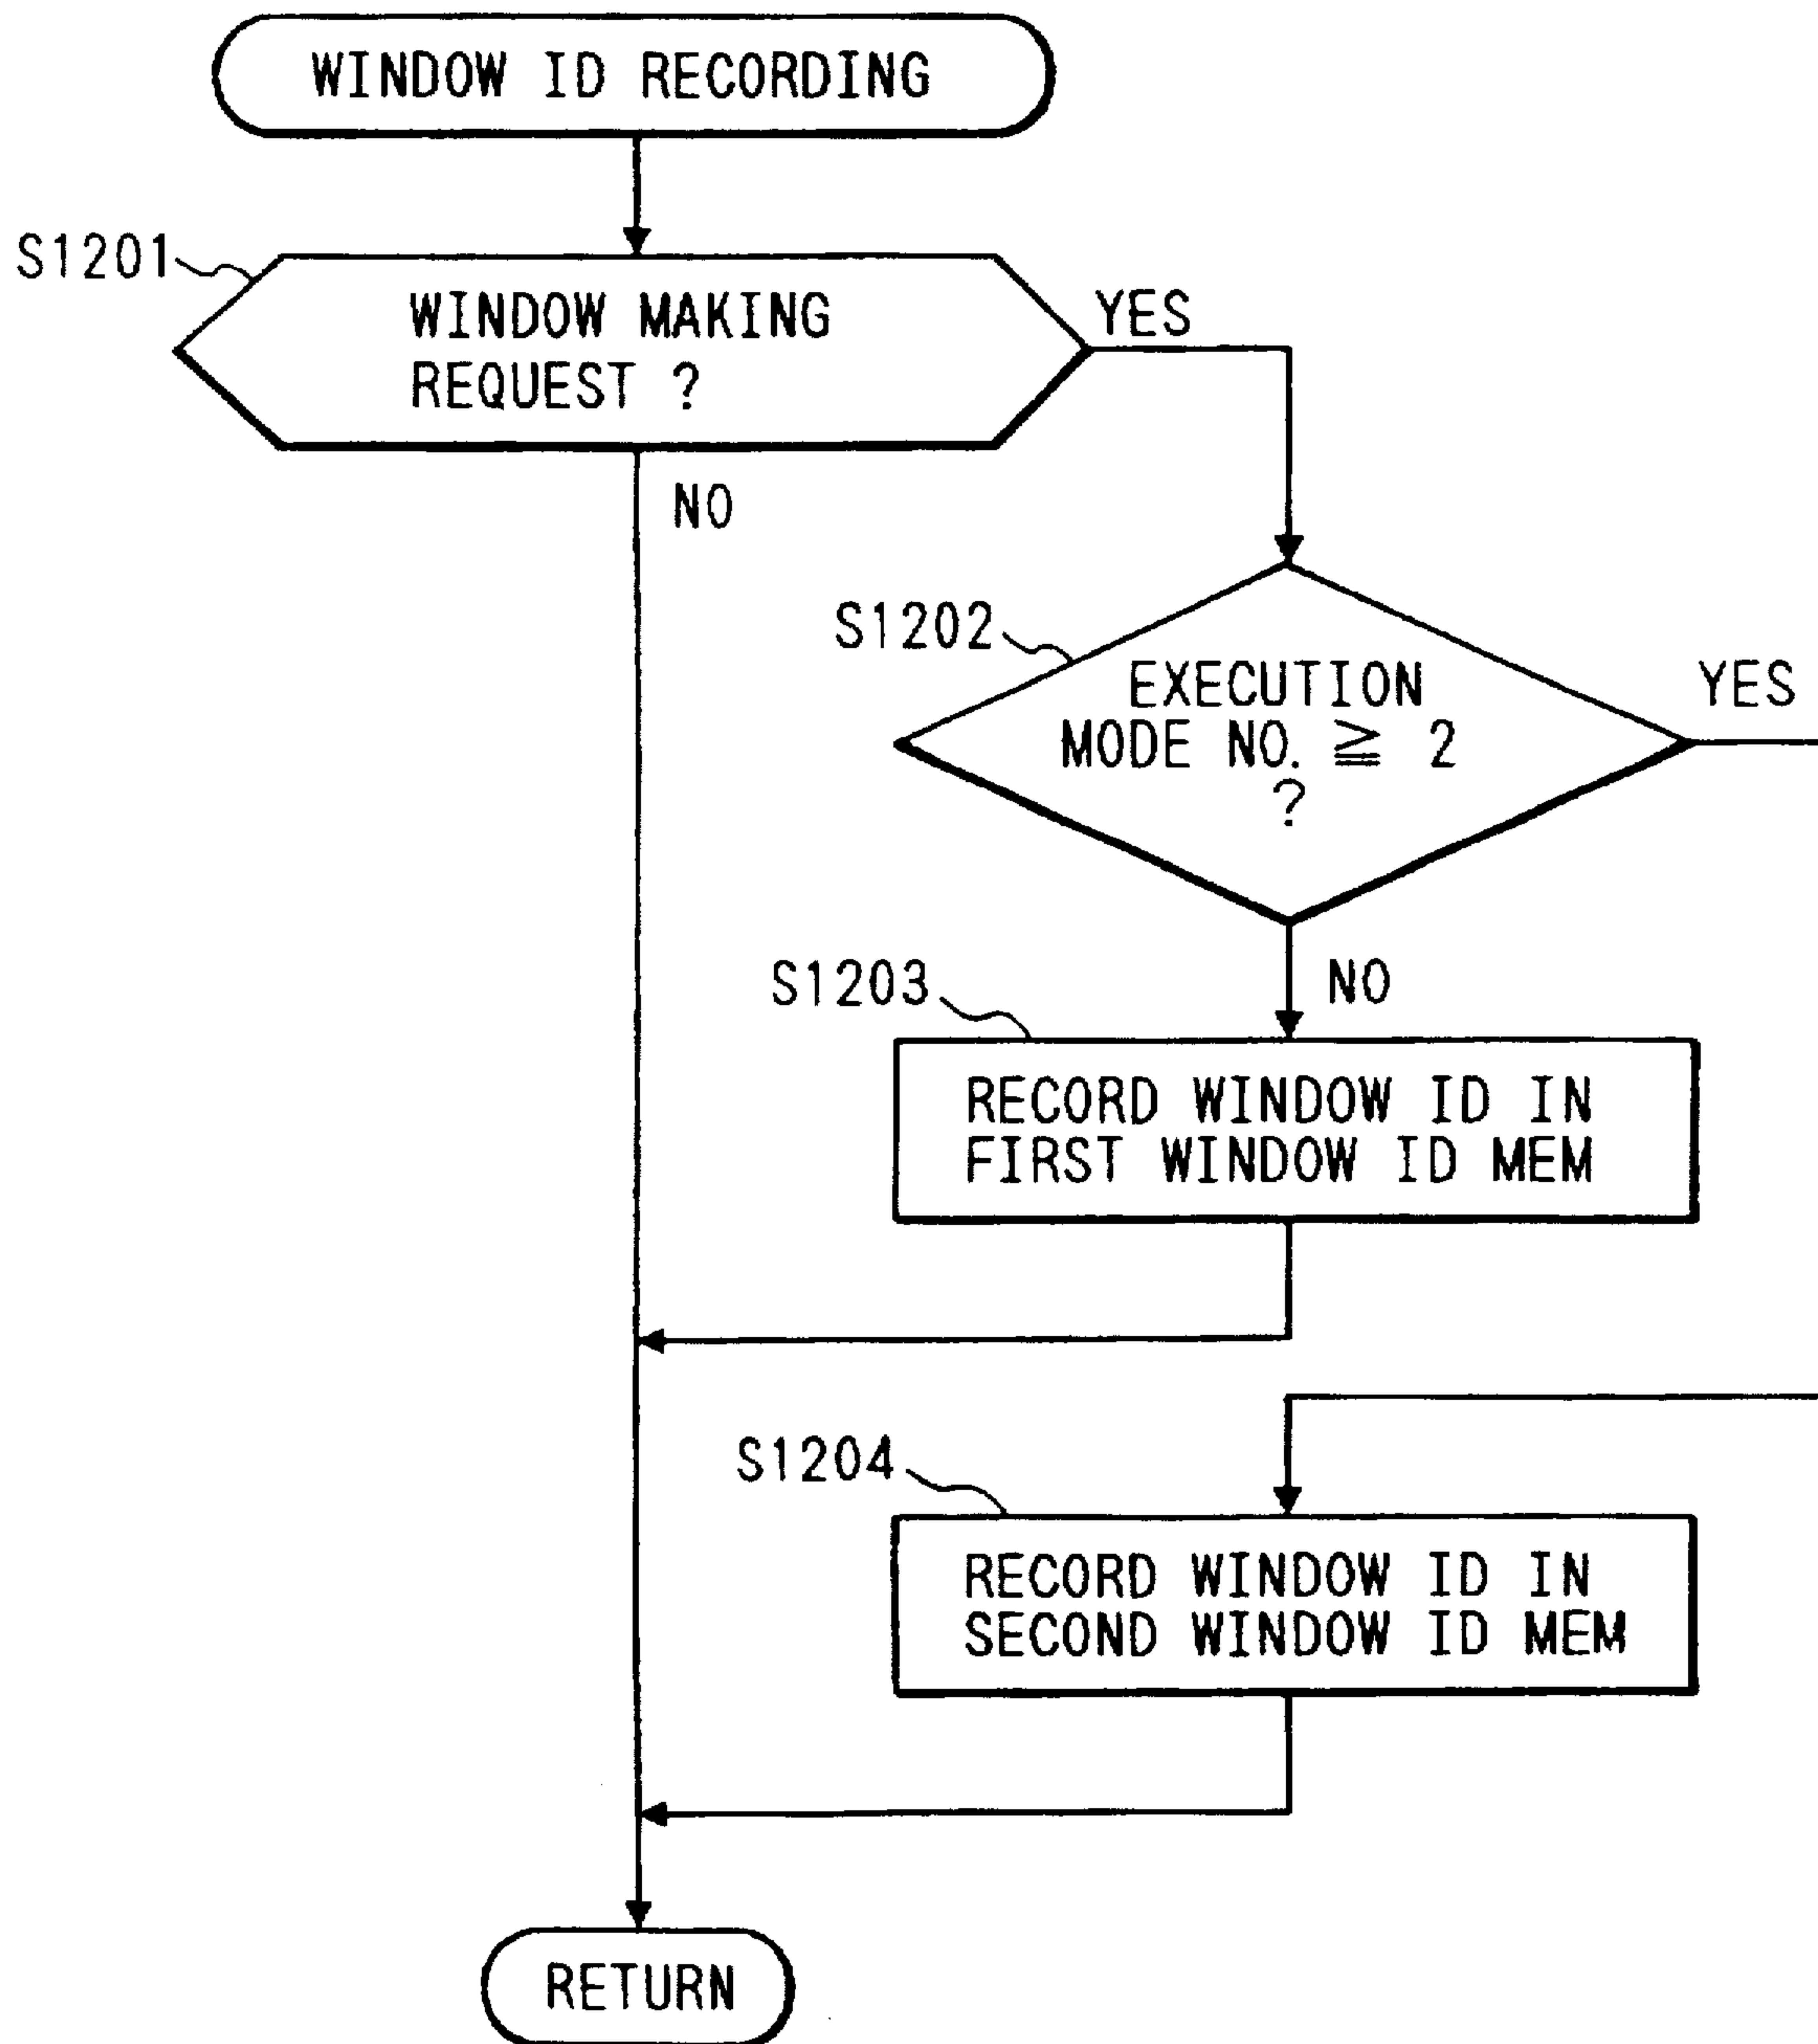 WINDOW ID RECORDING
S1201
WINDOW MAKING
REQUEST ?
YES
NO
S1202
EXECUTION
MODE NO. ≧ 2
?
YES
NO
S1203
RECORD WINDOW ID IN
FIRST WINDOW ID MEM
S1204
RECORD WINDOW ID IN
SECOND WINDOW ID MEM
RETURN